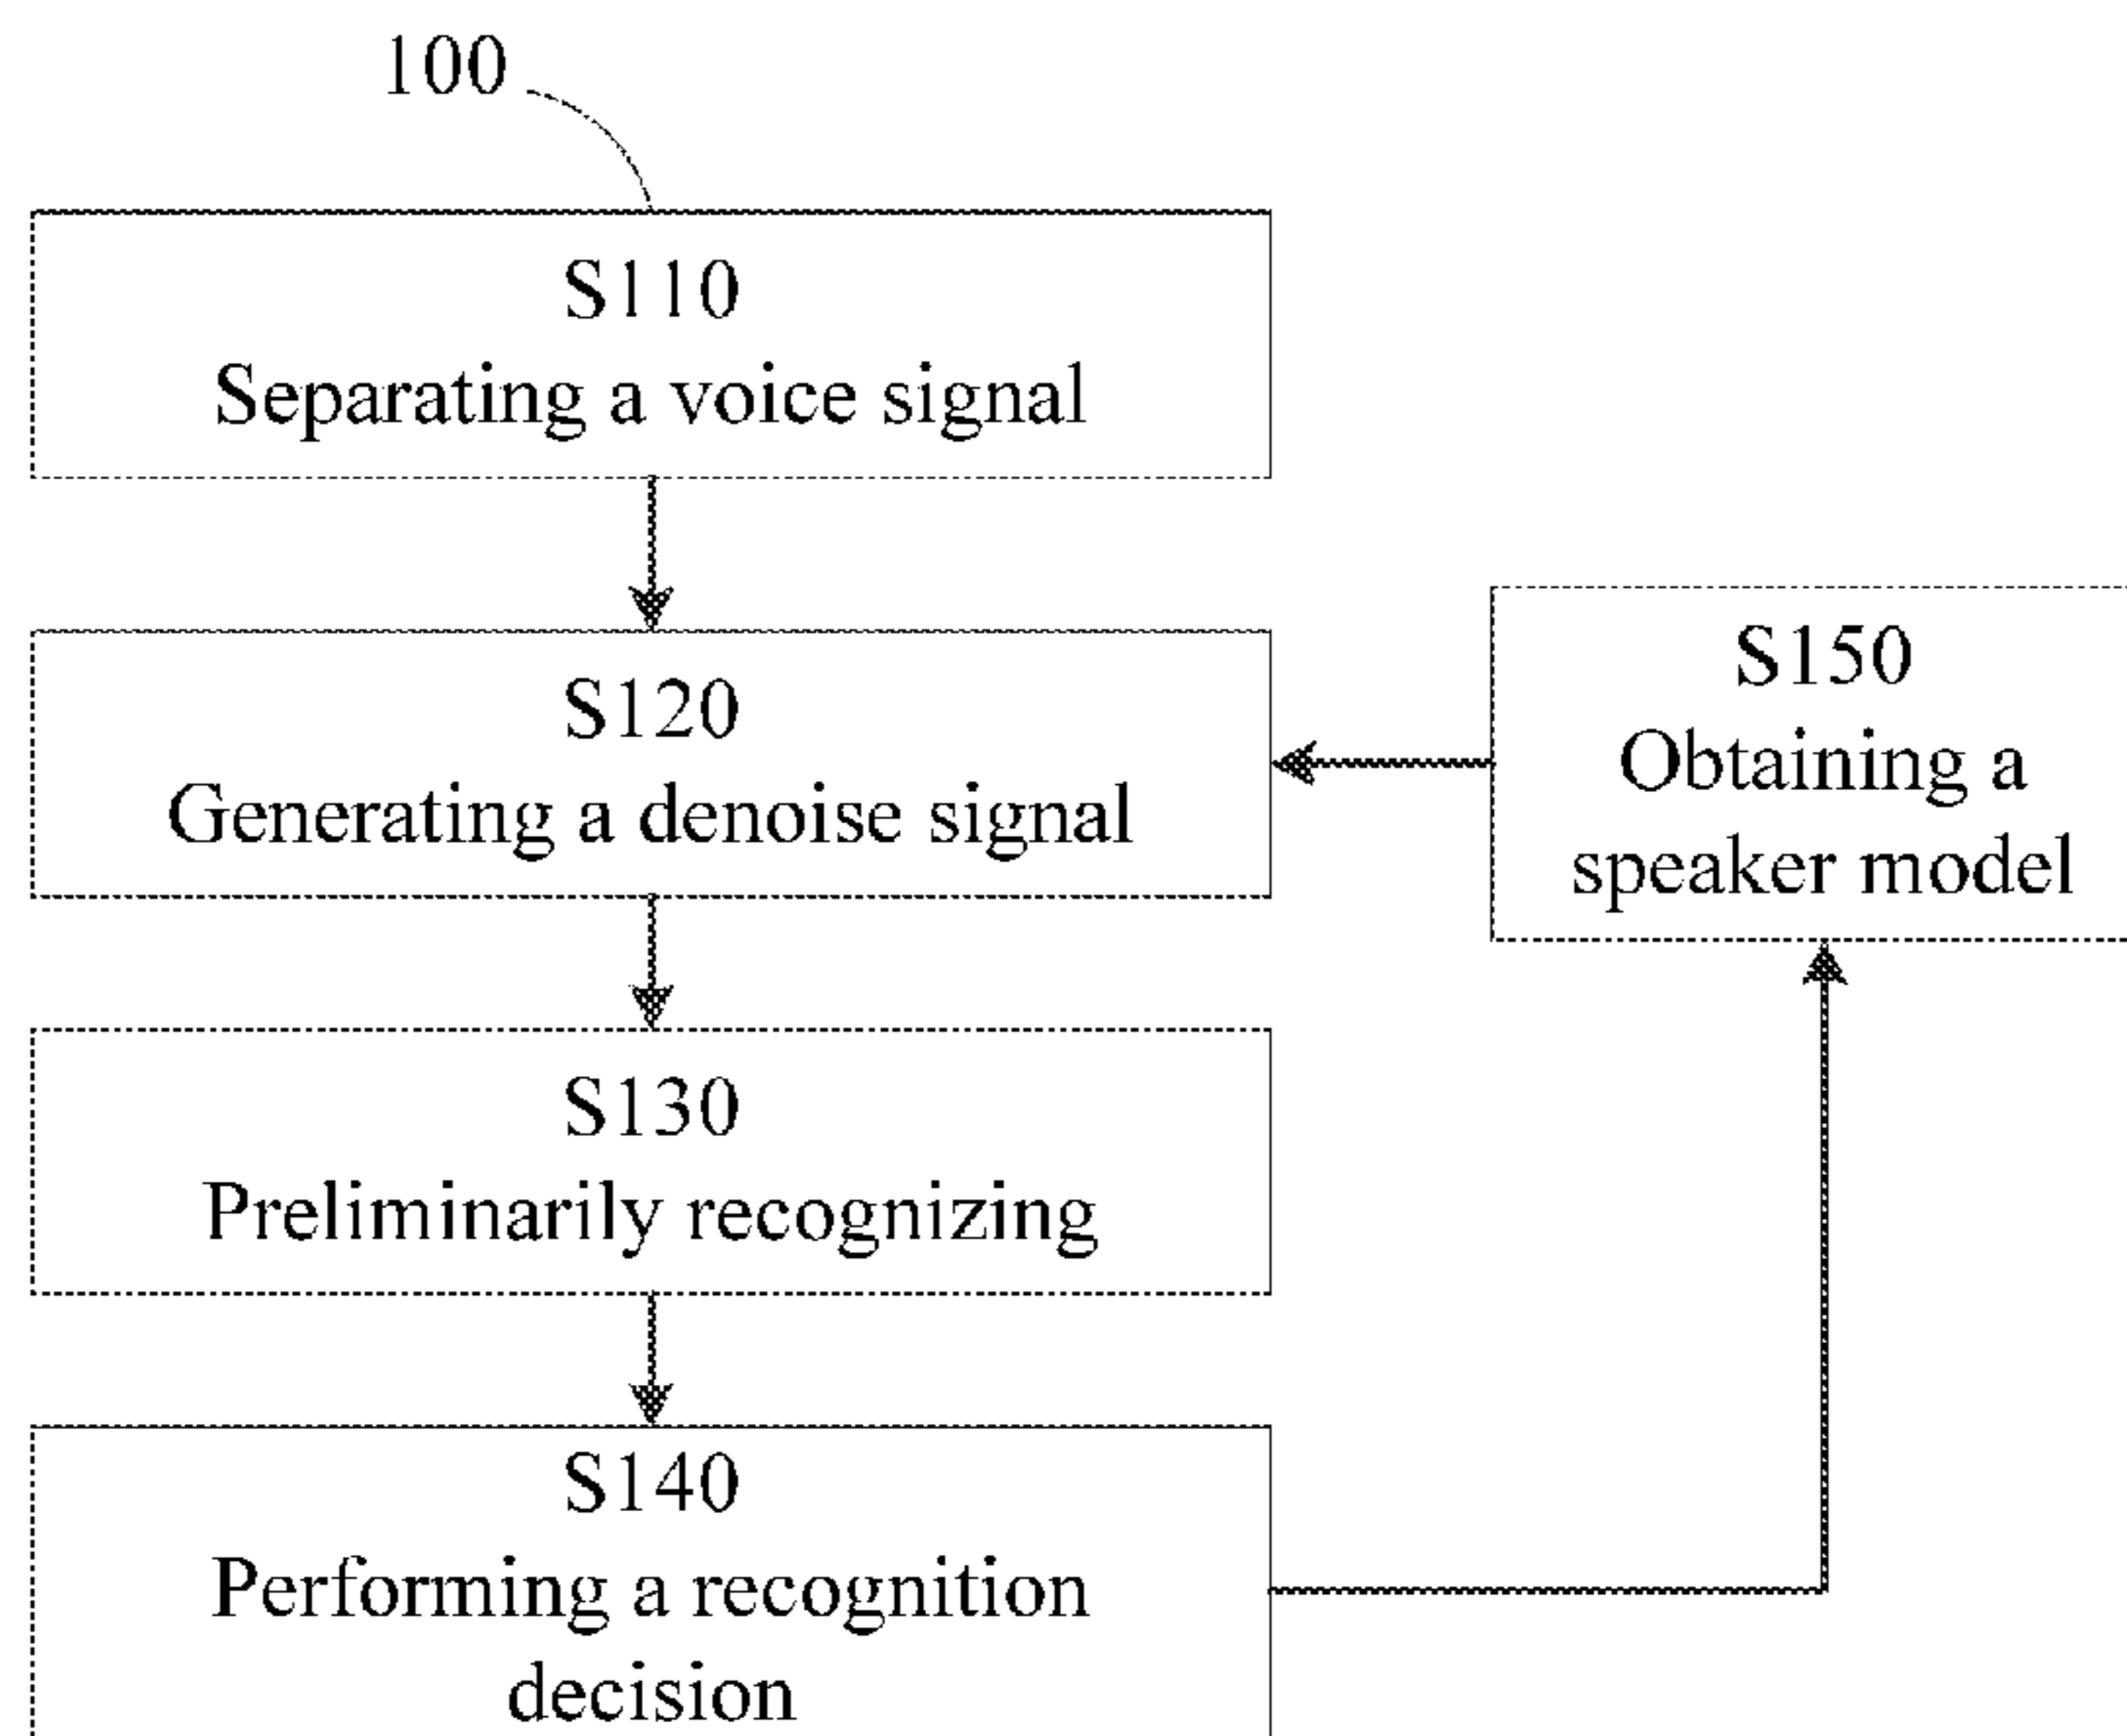 100
S110
Separating a voice signal
S120
Generating a denoise signal
S150
Obtaining a
speaker model
S130
Preliminarily recognizing
S140
Performing a recognition
decision